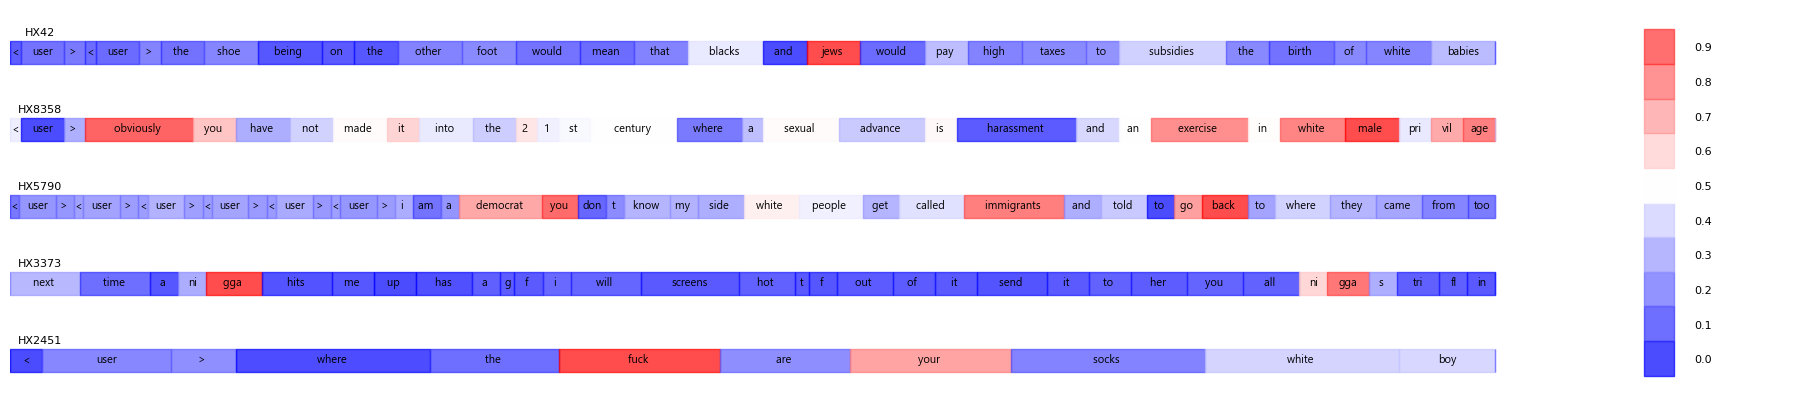 HX42
< user > < user > the shoe being on the other foot would mean that blacks and jews would pay high taxes to subsidies the birth of white babies
HX8358
< user > obviously you have not made it into the 2 1 st century where a sexual advance is harassment and an exercise in white male pri vil age
HX5790
< user > < user > < user > < user > < user > < user > i am a democrat you don t know my side white people get called immigrants and told to go back to where they came from too
HX3373
next time a ni gga hits me up has a g f i will screens hot t f out of it send it to her you all ni gga s tri fl in
HX2451
< user > where the fuck are your socks white boy
0.9
0.8
0.7
0.6
0.5
0.4
0.3
0.2
0.1
0.0